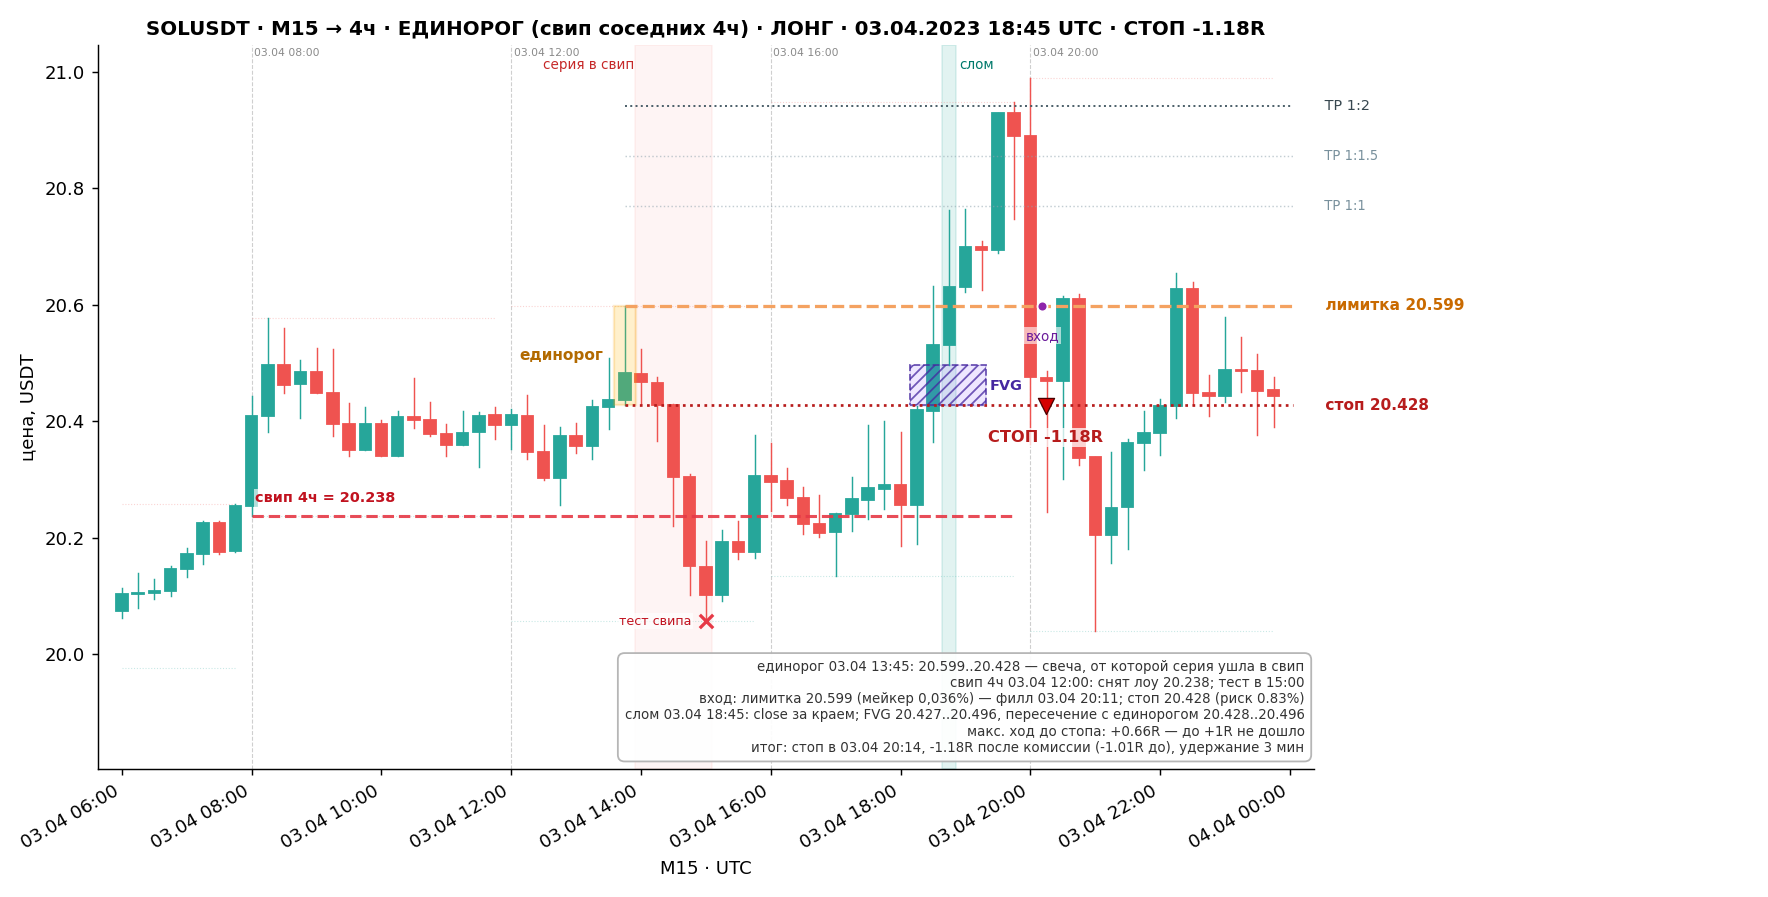 SOLUSDT · M15 → 4ч · ЕДИНОРОГ (свип соседних 4ч) · ЛОНГ · 03.04.2023 18:45 UTC · СТОП -1.18R
03.04 08:00
03.04 12:00
03.04 16:00
03.04 20:00
серия в свип
слом
21.0
20.8
20.6
20.4
20.2
20.0
цена, USDT
TP 1:2
TP 1:1.5
TP 1:1
лимитка 20.599
вход
единорог
FVG
стоп 20.428
СТОП -1.18R
свип 4ч = 20.238
тест свипа
единорог 03.04 13:45: 20.599..20.428 — свеча, от которой серия ушла в свип
свип 4ч 03.04 12:00: снят лоу 20.238; тест в 15:00
вход: лимитка 20.599 (мейкер 0,036%) — филл 03.04 20:11; стоп 20.428 (риск 0.83%)
слом 03.04 18:45: close за краем; FVG 20.427..20.496, пересечение с единорогом 20.428..20.496
макс. ход до стопа: +0.66R — до +1R не дошло
итог: стоп в 03.04 20:14, -1.18R после комиссии (-1.01R до), удержание 3 мин
03.04 06:00
03.04 08:00
03.04 10:00
03.04 12:00
03.04 14:00
03.04 16:00
03.04 18:00
03.04 20:00
03.04 22:00
04.04 00:00
M15 · UTC